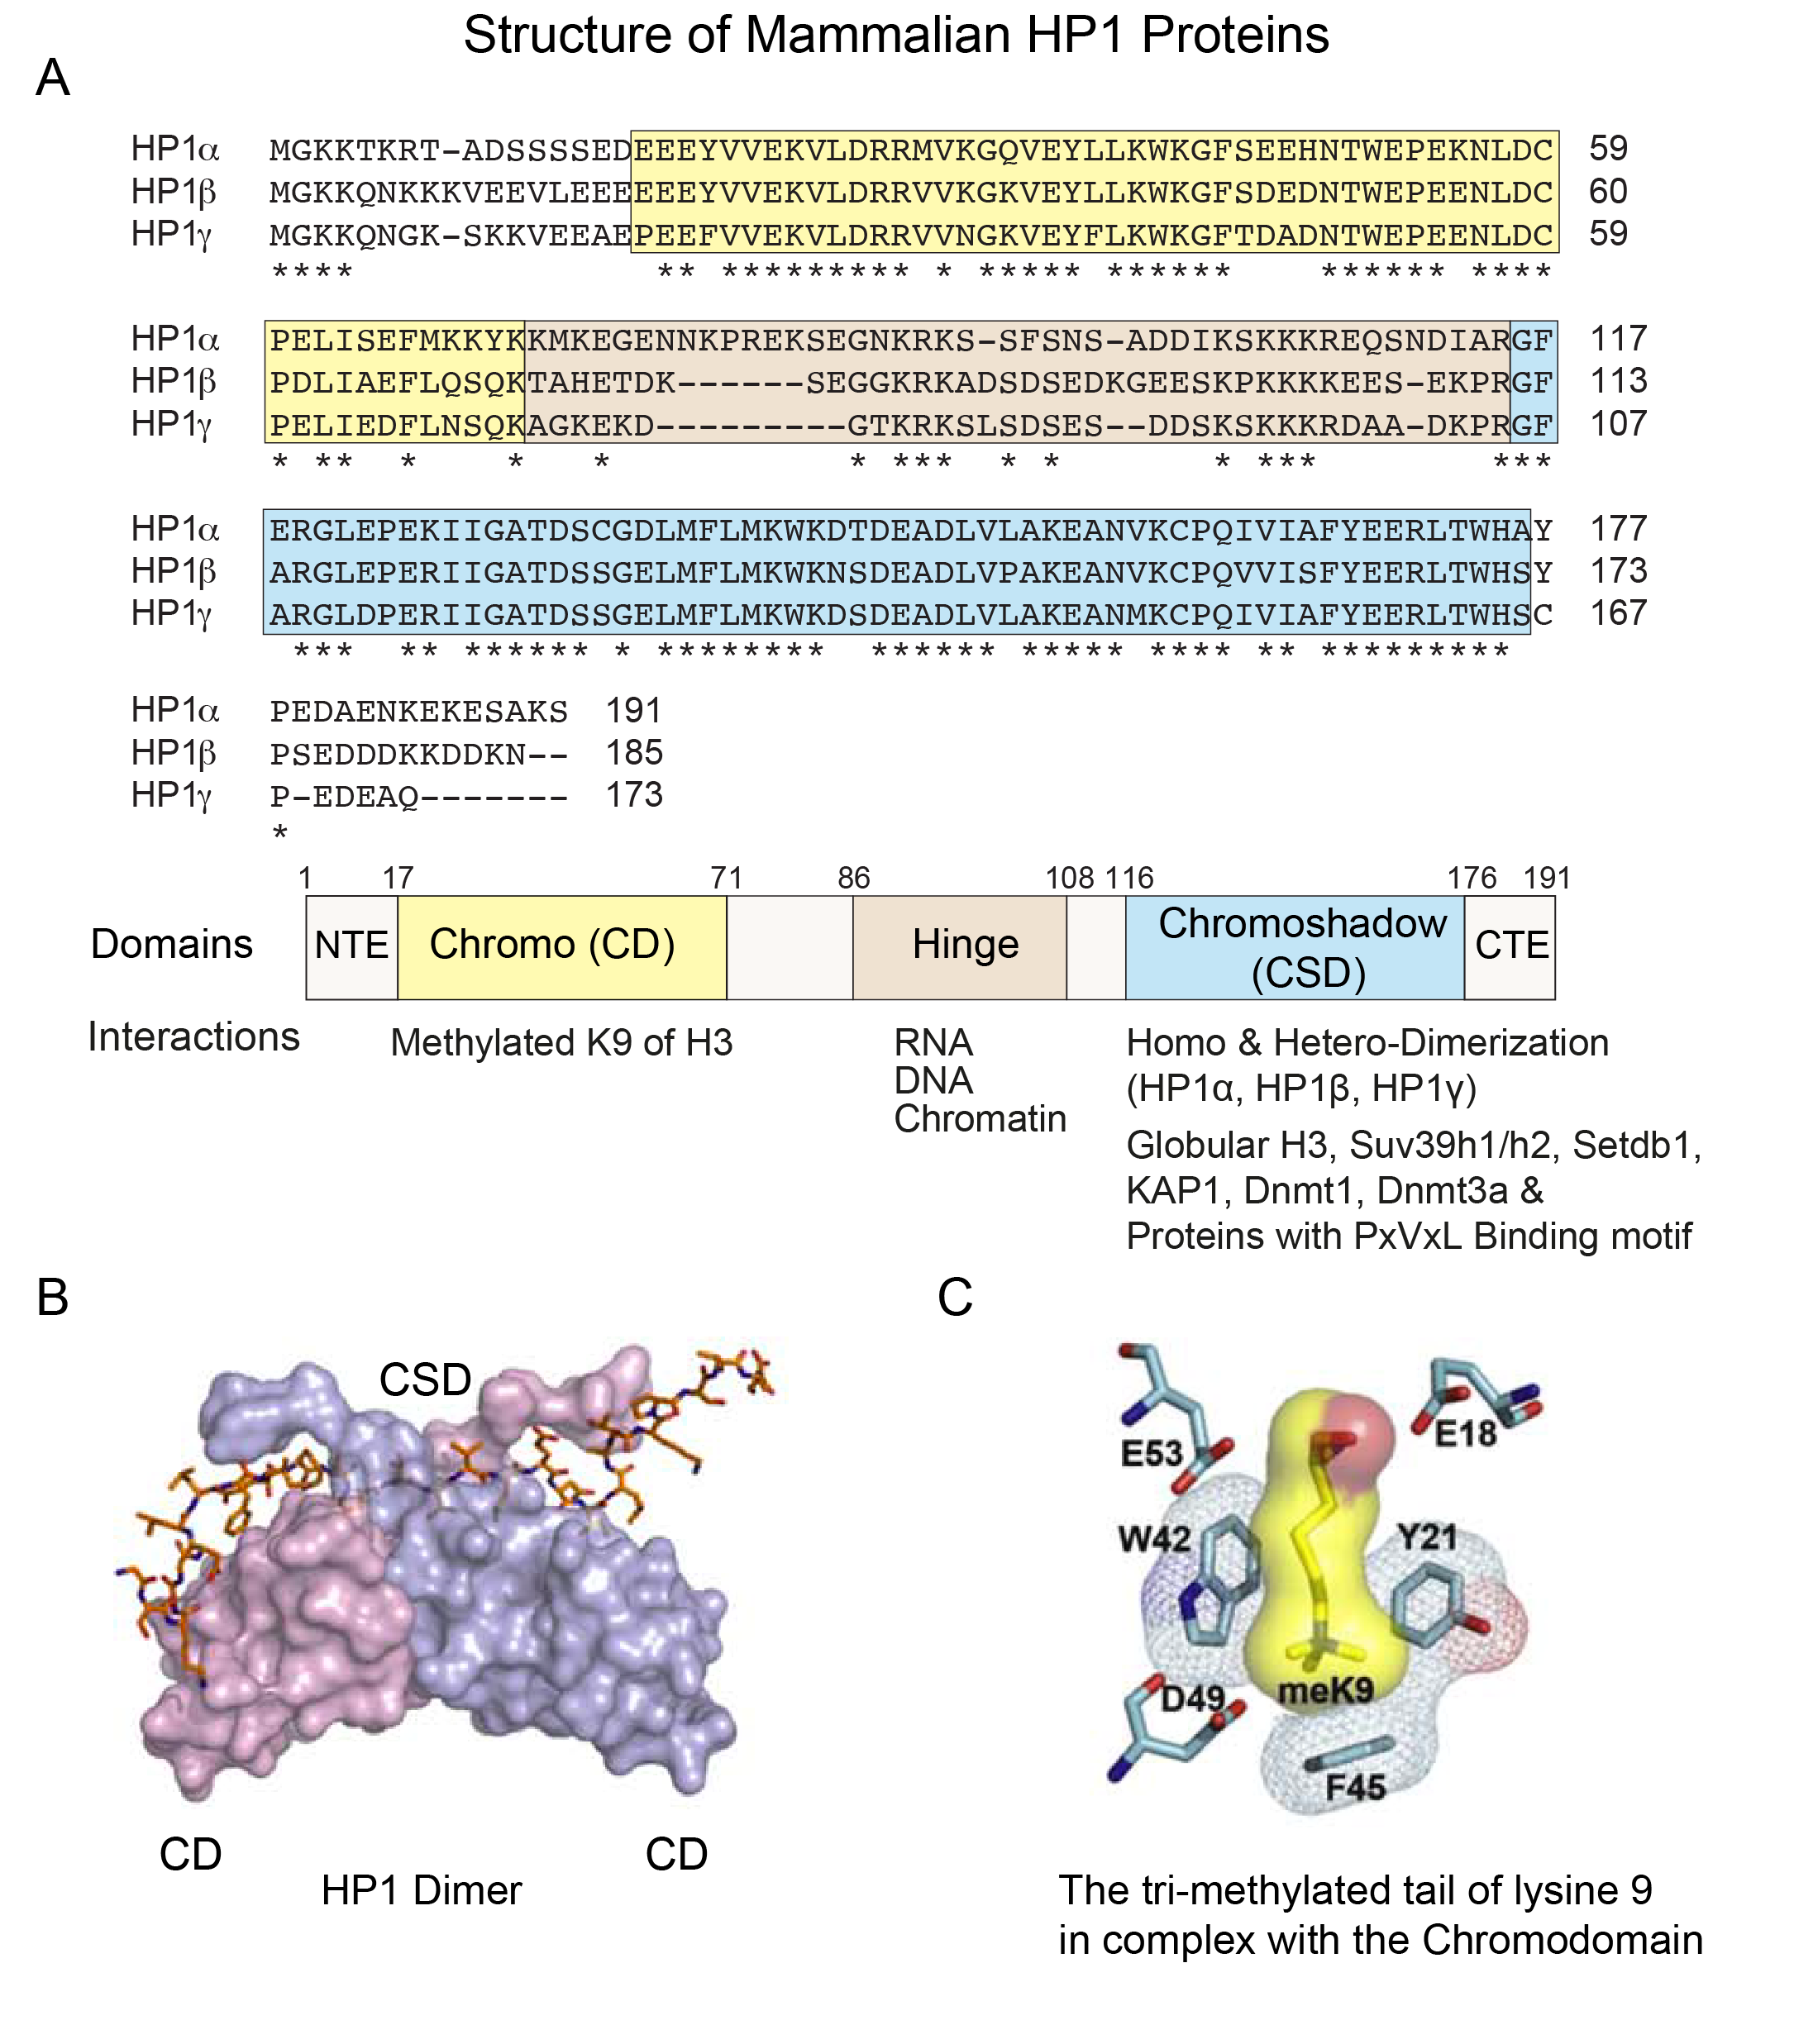 Structure of Mammalian HP1 Proteins
A
HP1α MGKKTKRT-ADSSSSEDEEEYVVEKVLDRRMVKGQVEYLLKWKGFSEEHNTWEPEKNLDC 59
HP1β MGKKQNKKKVEEVLEEEEEEYVVEKVLDRRVVKGKVEYLLKWKGFSDEDNTWEPEENLDC 60
HP1γ MGKKQNGK-SKKVEEAEPEEFVVEKVLDRRVVNGKVEYFLKWKGFTDADNTWEPEENLDC 59
**** ** ********* * ***** ****** ****** ****
HP1α PELISEFMKKYKKMKEGENNKPREKSEGNKRKS-SFSNS-ADDIKSKKKREQSNDIARGF 117
HP1β PDLIAEFLQSQKTAHETDK------SEGGKRKADSDSEDKGEESKPKKKKEES-EKPRGF 113
HP1γ PELIEDFLNSQKAGKEKD---------GTKRKSLSDSES--DDSKSKKKRDAA-DKPRGF 107
* ** * * * * *** * * * *** ***
HP1α ERGLEPEKIIGATDSCGDLMFLMKWKDTDEADLVLAKEANVKCPQIVIAFYEERLTWHAY 177
HP1β ARGLEPERIIGATDSSGELMFLMKWKNSDEADLVPAKEANVKCPQVVISFYEERLTWHSY 173
HP1γ ARGLDPERIIGATDSSGELMFLMKWKDSDEADLVLAKEANMKCPQIVIAFYEERLTWHSC 167
*** ** ****** * ******** ****** ***** **** ** *********
HP1α PEDAENKEKESAKS 191
HP1β PSEDDDKKDDKN-- 185
HP1γ P-EDEAQ------- 173
*
1 17 71 86 108 116 176 191
Domains NTE Chromo (CD) Hinge Chromoshadow (CSD) CTE
Interactions Methylated K9 of H3
RNA
DNA
Chromatin
Homo & Hetero-Dimerization
(HP1α, HP1β, HP1γ)
Globular H3, Suv39h1/h2, Setdb1,
KAP1, Dnmt1, Dnmt3a &
Proteins with PxVxL Binding motif
B
CSD
CD CD
HP1 Dimer
C
E53
E18
W42
Y21
D49
meK9
F45
The tri-methylated tail of lysine 9
in complex with the Chromodomain